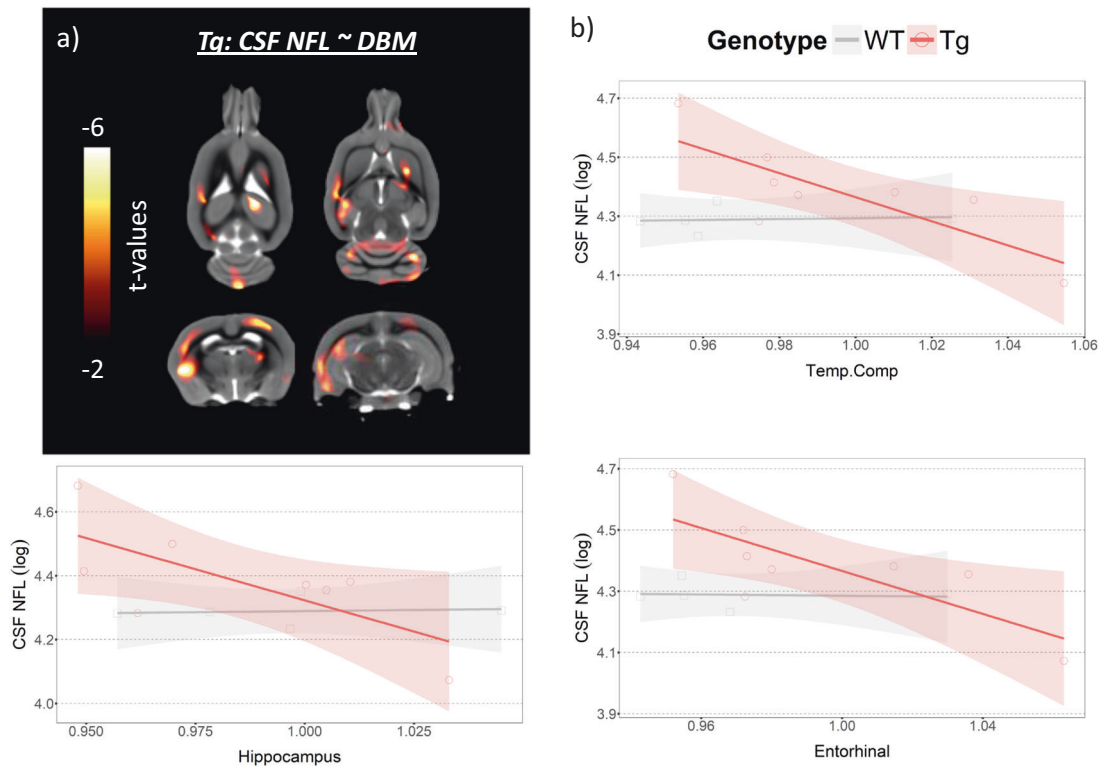 a)
Tg: CSF NFL ~ DBM
-6
t-values
-2
b)
Genotype WT Tg
4.7
4.5
4.3
4.1
3.9
CSF NFL (log)
0.94 0.96 0.98 1.00 1.02 1.04 1.06
Temp.Comp
4.6
4.4
4.2
4.0
CSF NFL (log)
0.950 0.975 1.000 1.025
Hippocampus
4.7
4.5
4.3
4.1
3.9
CSF NFL (log)
0.96 1.00 1.04
Entorhinal